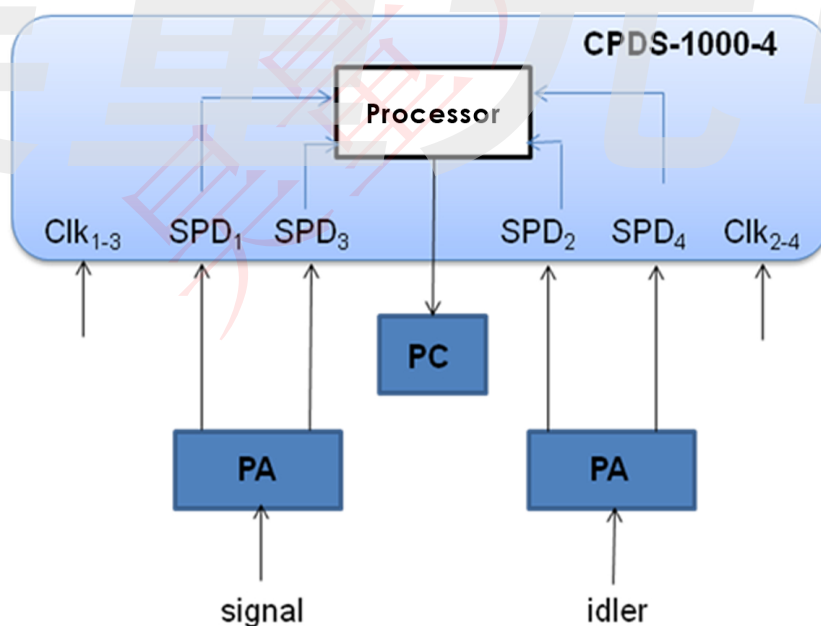 CPDS-1000-4
Processor
Clk1-3 SPD1 SPD3 SPD2 SPD4 Clk2-4
PC
PA PA
signal idler